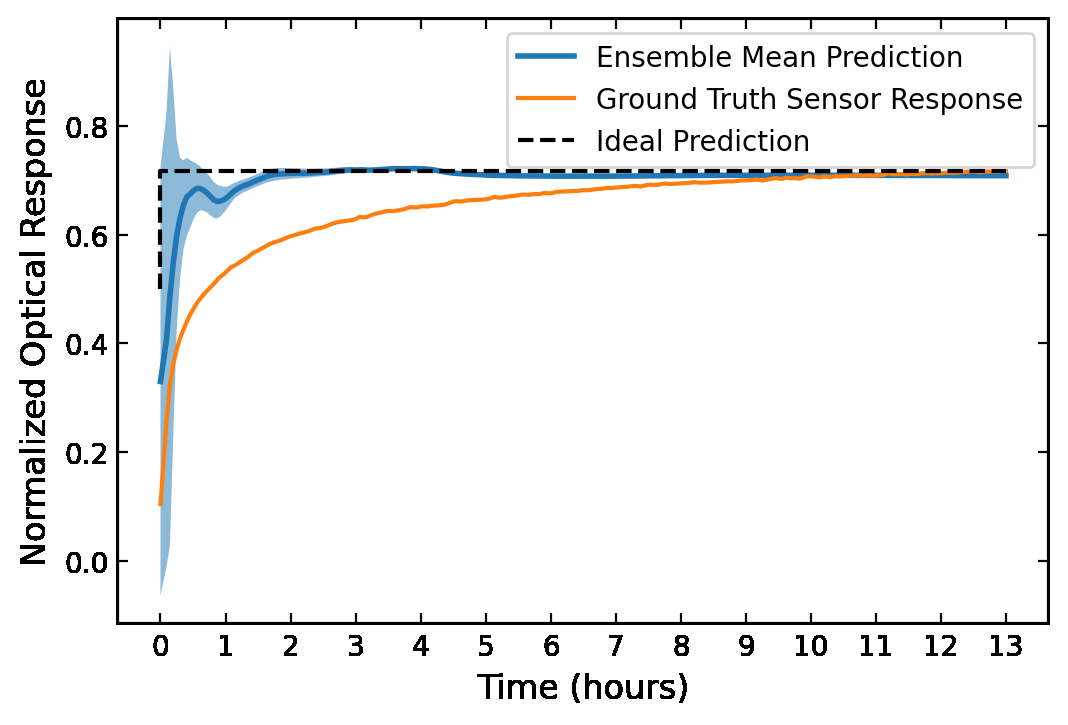 Ensemble Mean Prediction
Ground Truth Sensor Response
Ideal Prediction
Normalized Optical Response
0.8
0.6
0.4
0.2
0.0
0 1 2 3 4 5 6 7 8 9 10 11 12 13
Time (hours)